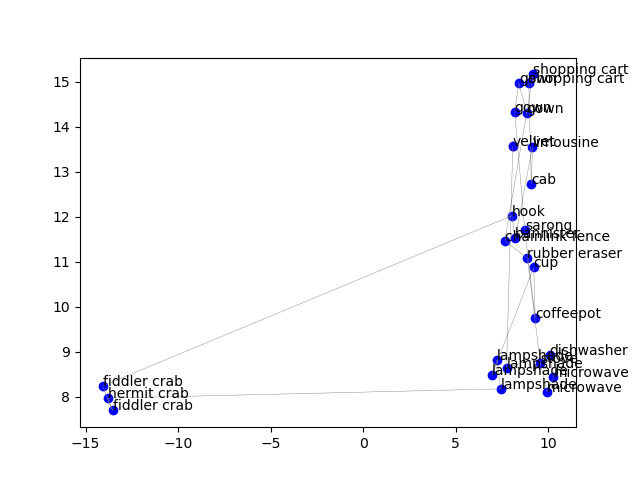 shopping cart
gown
shopping cart
gown
gown
velvet
limousine
cab
hook
sarong
bannister
chainlink fence
rubber eraser
cup
coffeepot
dishwasher
lampshade
stove
lampshade
lampshade
microwave
lampshade
microwave
fiddler crab
hermit crab
fiddler crab
15
14
13
12
11
10
9
8
−15
−10
−5
0
5
10